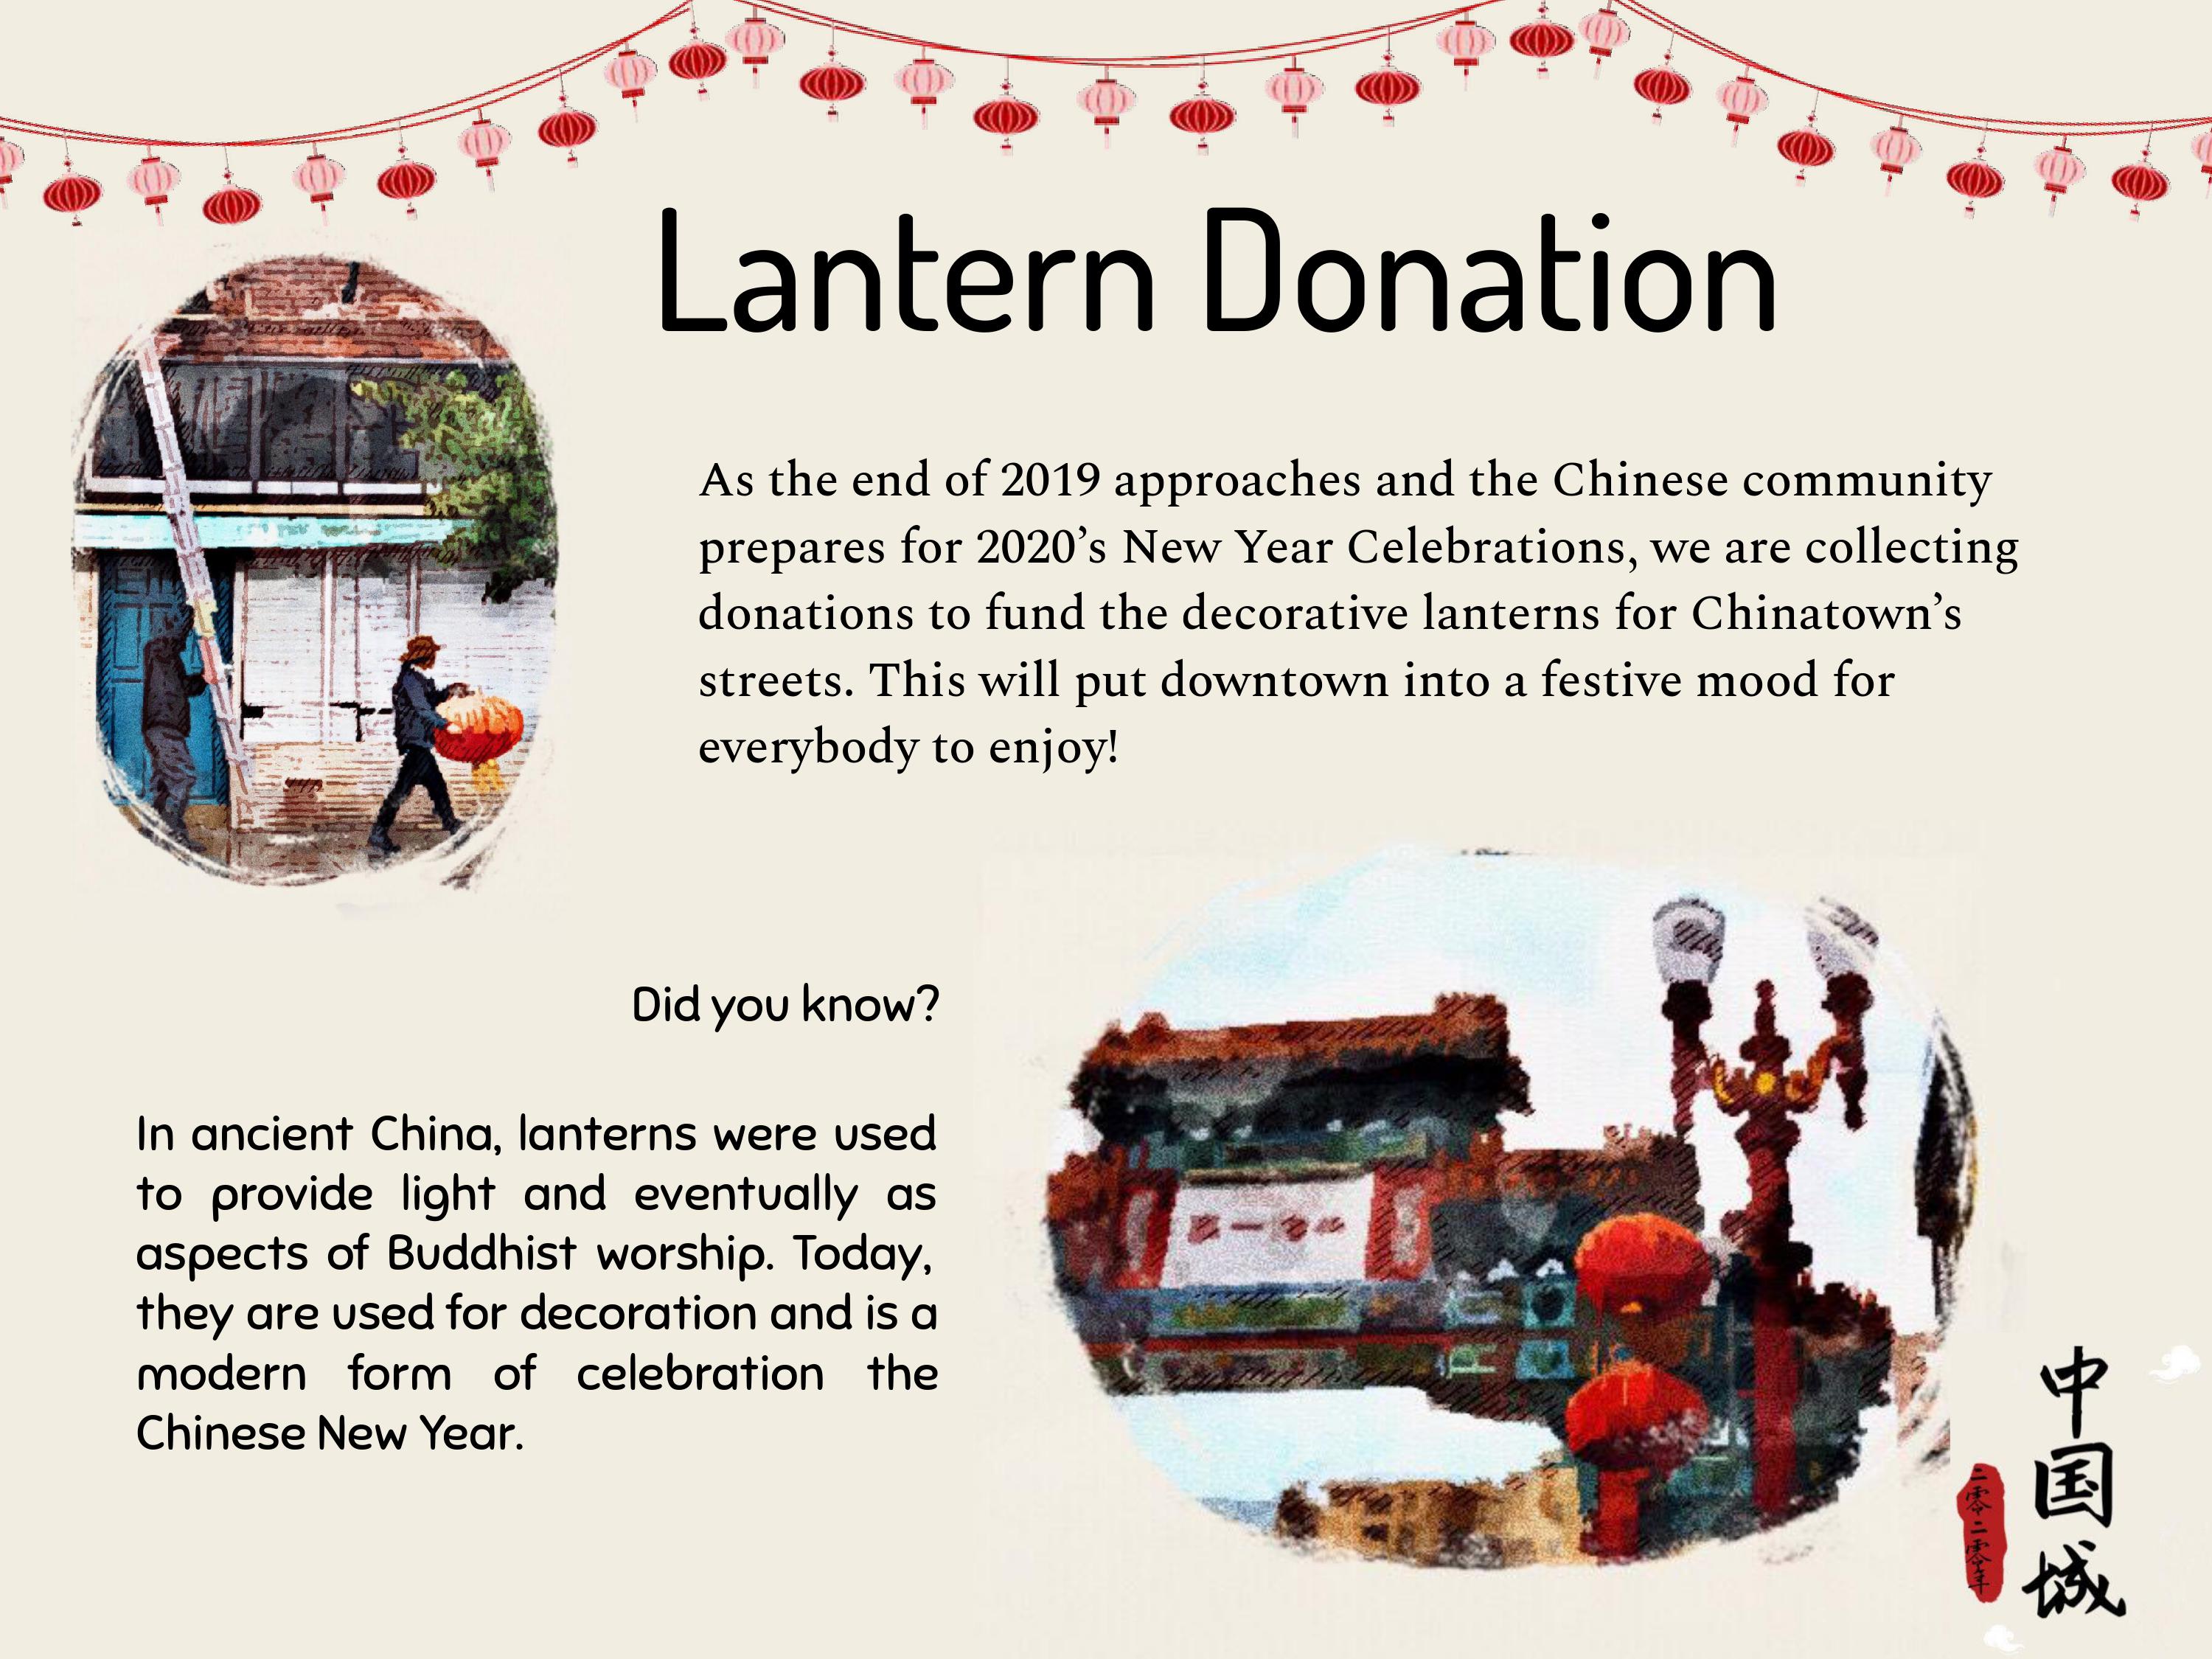 Lantern Donation
As the end of 2019 approaches and the Chinese community
prepares for 2020’s New Year Celebrations, we are collecting
donations to fund the decorative lanterns for Chinatown’s
streets. This will put downtown into a festive mood for
everybody to enjoy!
Did you know?
In ancient China, lanterns were used
to provide light and eventually as
aspects of Buddhist worship. Today,
they are used for decoration and is a
modern form of celebration the
Chinese New Year.
中国城
二零二零年